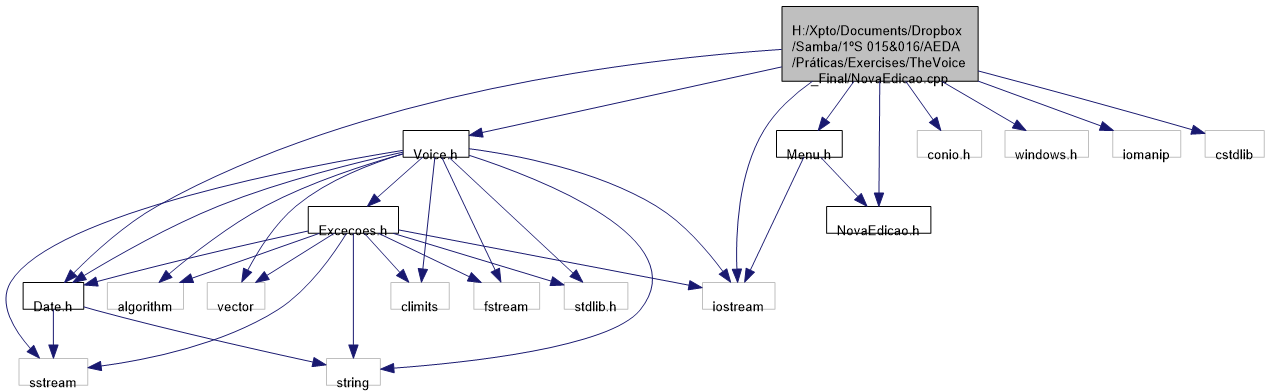 H:/Xpto/Documents/Dropbox
/Samba/1ºS 015&016/AEDA
/Práticas/Exercises/TheVoice
_Final/NovaEdicao.cpp
Voice.h
Menu.h
conio.h
windows.h
iomanip
cstdlib
Excecoes.h
NovaEdicao.h
Date.h
algorithm
vector
climits
fstream
stdlib.h
iostream
sstream
string